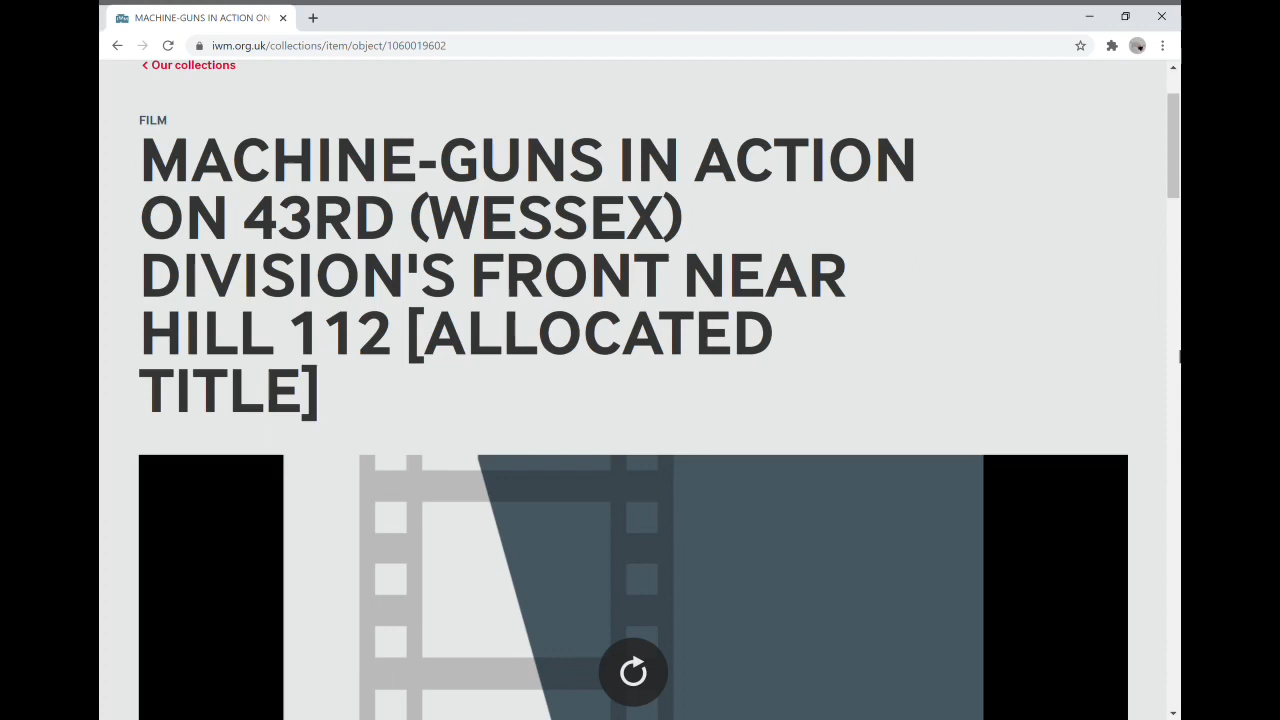 MACHINE-GUNS IN ACTION ON
iwm.org.uk/collections/item/object/1060019602
Our collections
FILM
MACHINE-GUNS IN ACTION
ON 43RD (WESSEX)
DIVISION'S FRONT NEAR
HILL 112 [ALLOCATED
TITLE]